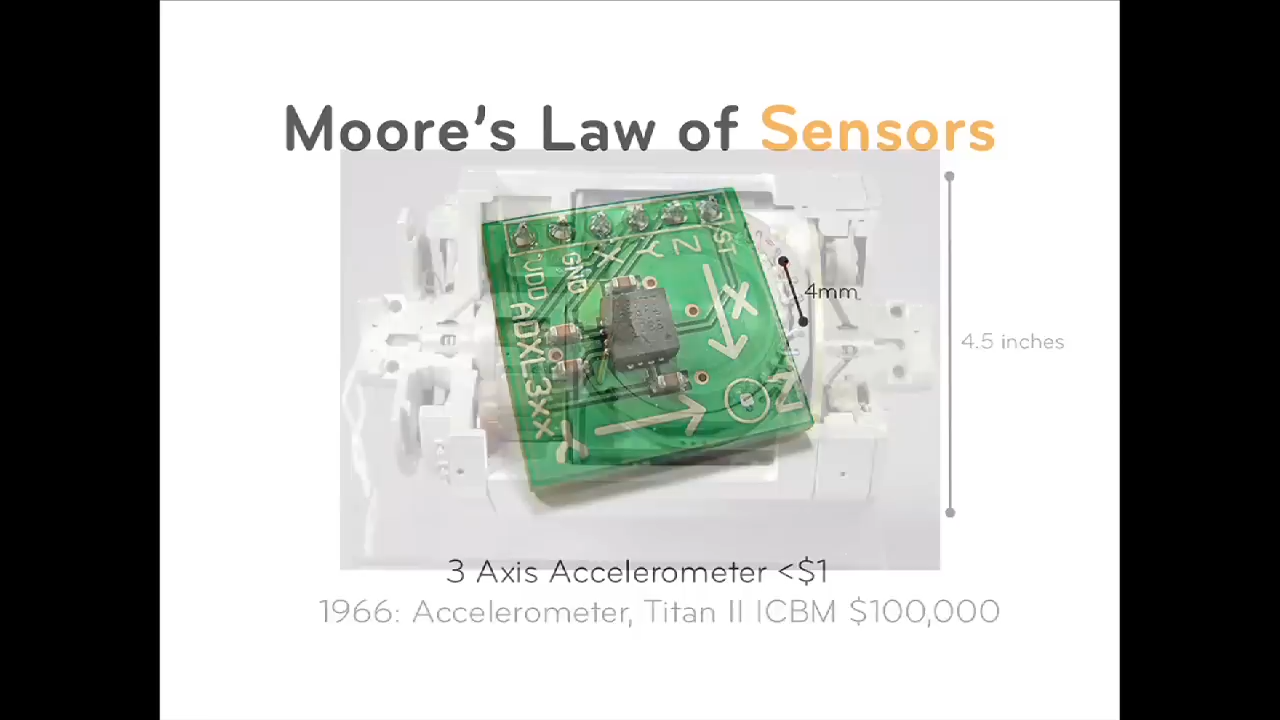 Moore's Law of Sensors
VDD GND X Y Z ST
ADXL3xx
X
Y
Z
4mm
4.5 inches
3 Axis Accelerometer <$1
1966: Accelerometer, Titan II ICBM $100,000